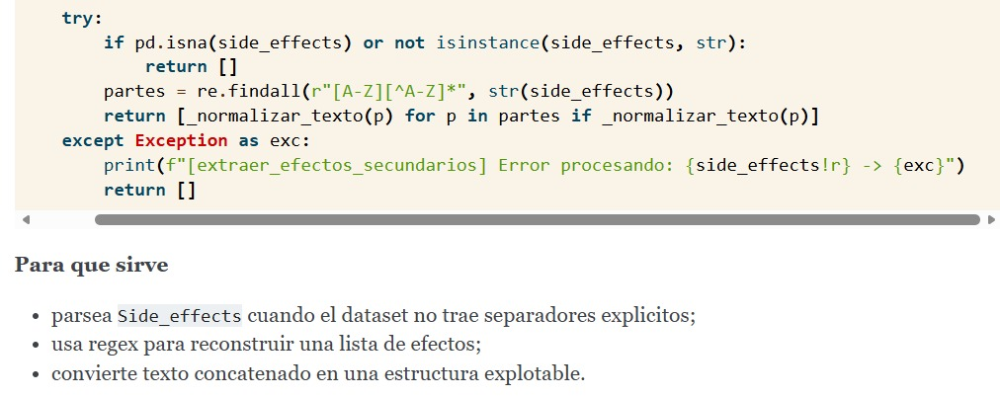 try:
if pd.isna(side_effects) or not isinstance(side_effects, str):
return []
partes = re.findall(r"[A-Z][^A-Z]*", str(side_effects))
return [_normalizar_texto(p) for p in partes if _normalizar_texto(p)]
except Exception as exc:
print(f"[extraer_efectos_secundarios] Error procesando: {side_effects!r} -> {exc}")
return []
Para que sirve
• parsea Side_effects cuando el dataset no trae separadores explicitos;
• usa regex para reconstruir una lista de efectos;
• convierte texto concatenado en una estructura explotable.